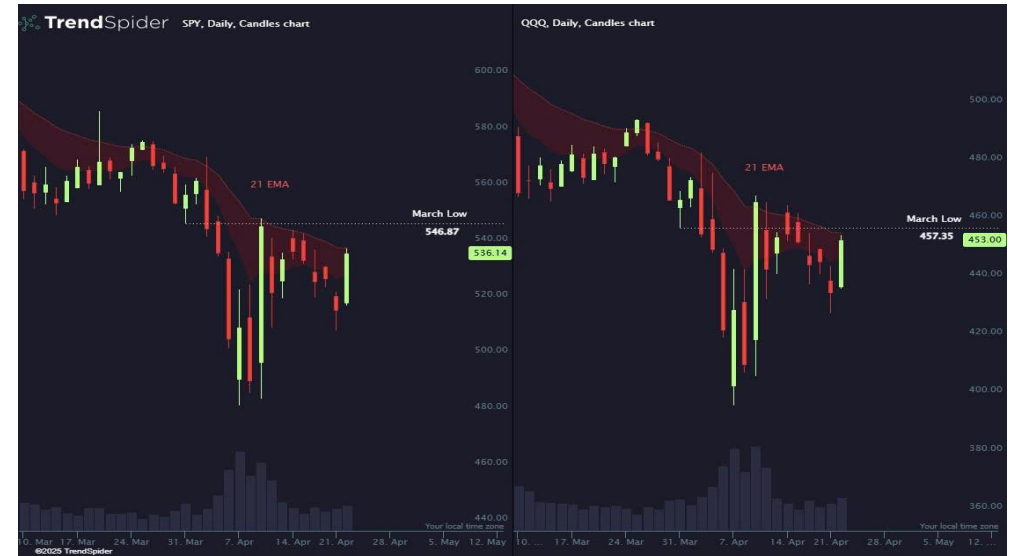 TrendSpider SPY, Daily, Candles chart
600.00
580.00
560.00
540.00
520.00
500.00
480.00
460.00
440.00
21 EMA
March Low
546.87
536.14
Your local time zone
10. Mar 17. Mar 24. Mar 31. Mar 7. Apr 14. Apr 21. Apr 28. Apr 5. May 12. May
©2025 TrendSpider
QQQ, Daily, Candles chart
500.00
480.00
460.00
440.00
420.00
400.00
380.00
360.00
21 EMA
March Low
457.35
453.00
Your local time zone
10. ... 17. Mar 24. Mar 31. Mar 7. Apr 14. Apr 21. Apr 28. Apr 5. May 12. ...